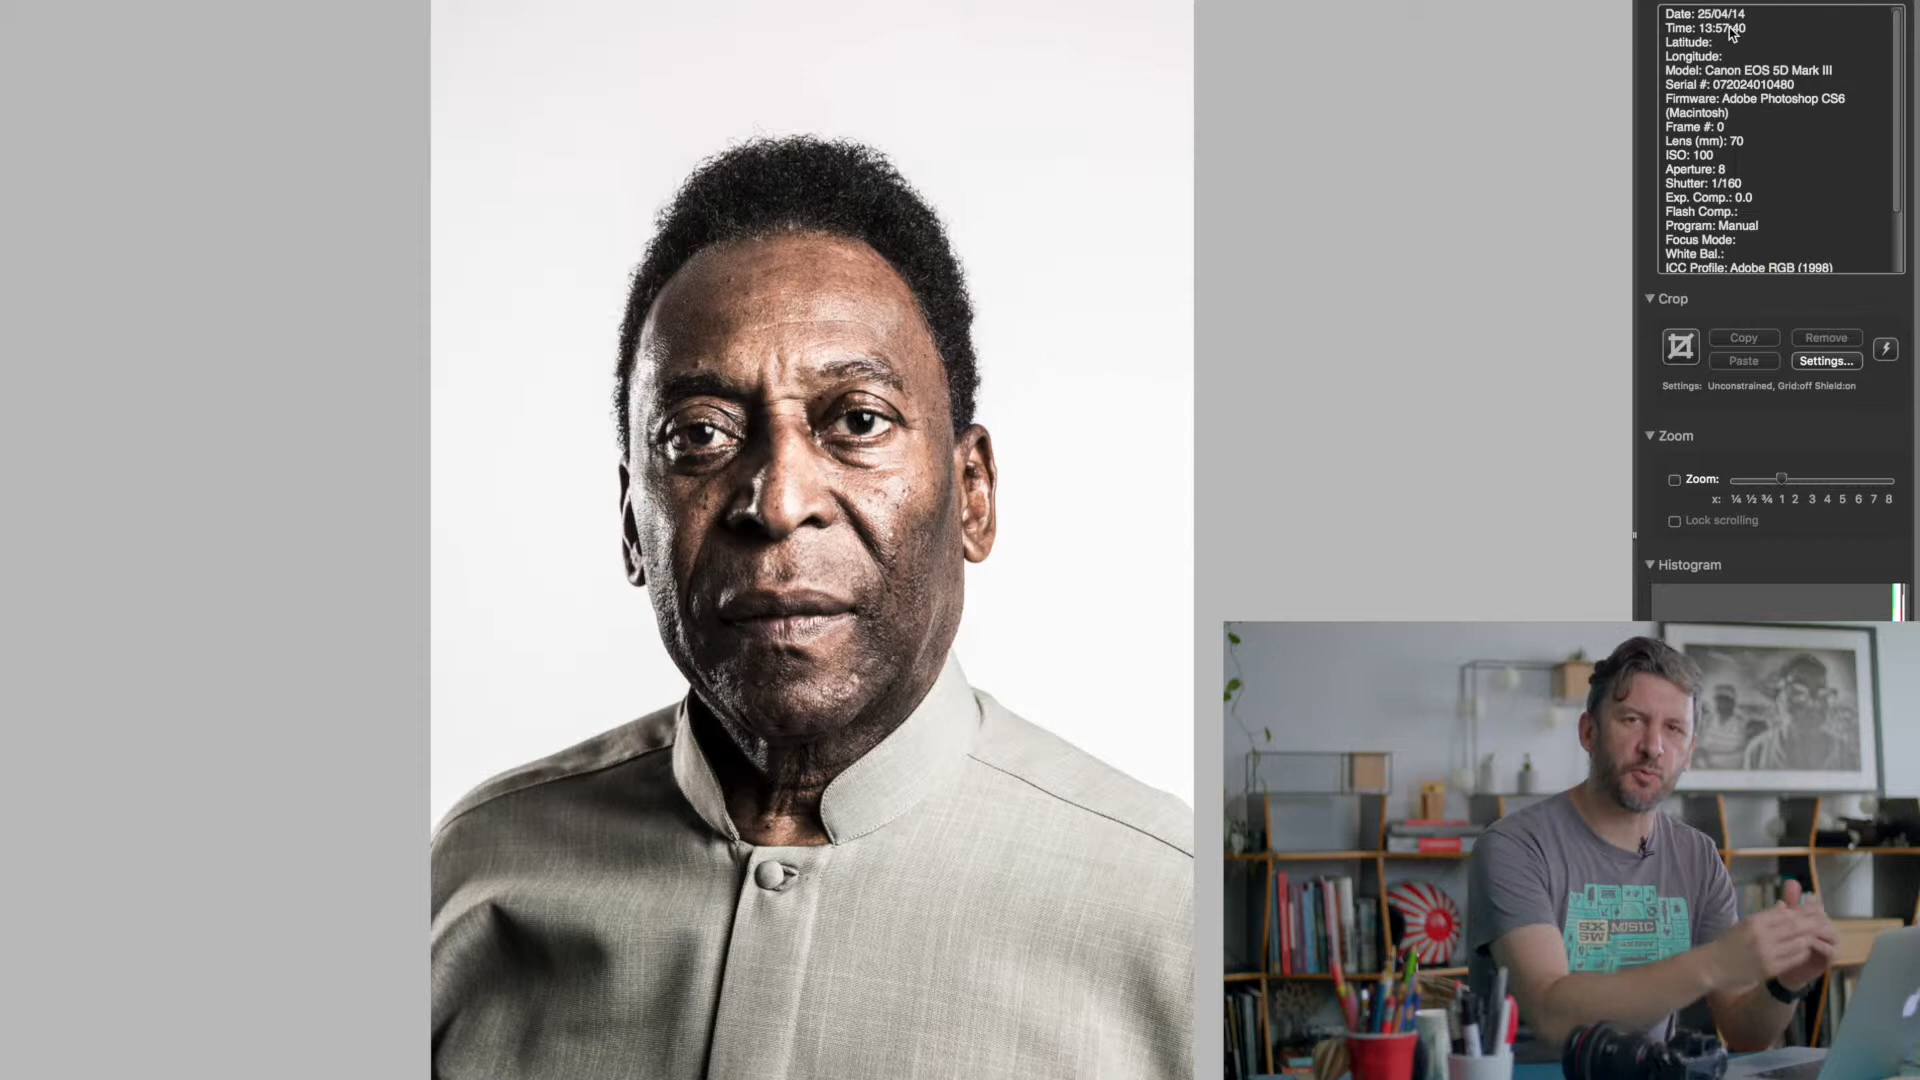 Date: 25/04/14
Time: 13:57:40
Latitude:
Longitude:
Model: Canon EOS 5D Mark III
Serial #: 072024010480
Firmware: Adobe Photoshop CS6
(Macintosh)
Frame #: 0
Lens (mm): 70
ISO: 100
Aperture: 8
Shutter: 1/160
Exp. Comp.: 0.0
Flash Comp.:
Program: Manual
Focus Mode:
White Bal.:
ICC Profile: Adobe RGB (1998)
Crop
Copy
Remove
Paste
Settings...
Settings: Unconstrained, Grid:off Shield:on
Zoom
Zoom:
x: ¼ ½ ¾ 1 2 3 4 5 6 7 8
Lock scrolling
Histogram
SX
SW
MUSIC